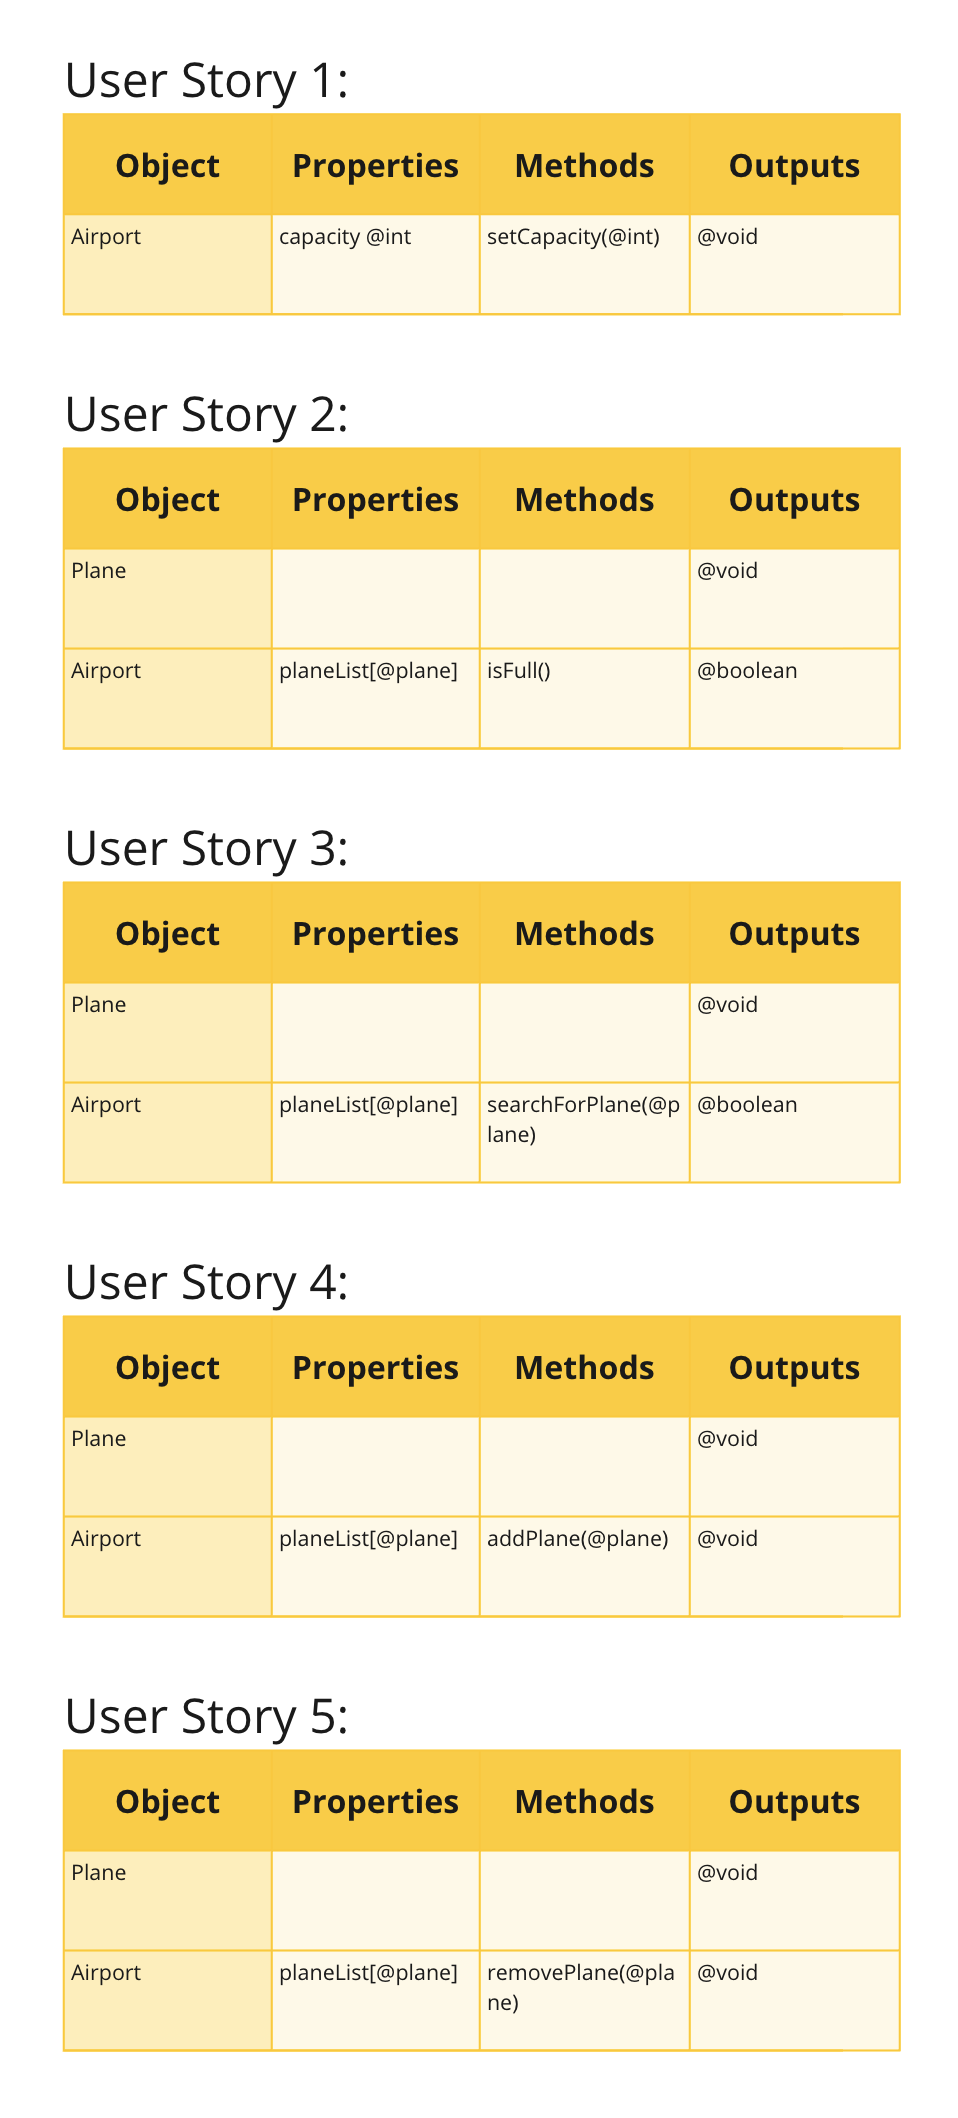 User Story 1:
Object Properties Methods Outputs
Airport capacity @int setCapacity(@int) @void
User Story 2:
Object Properties Methods Outputs
Plane @void
Airport planeList[@plane] isFull() @boolean
User Story 3:
Object Properties Methods Outputs
Plane @void
Airport planeList[@plane] searchForPlane(@p @boolean
lane)
User Story 4:
Object Properties Methods Outputs
Plane @void
Airport planeList[@plane] addPlane(@plane) @void
User Story 5:
Object Properties Methods Outputs
Plane @void
Airport planeList[@plane] removePlane(@pla @void
ne)